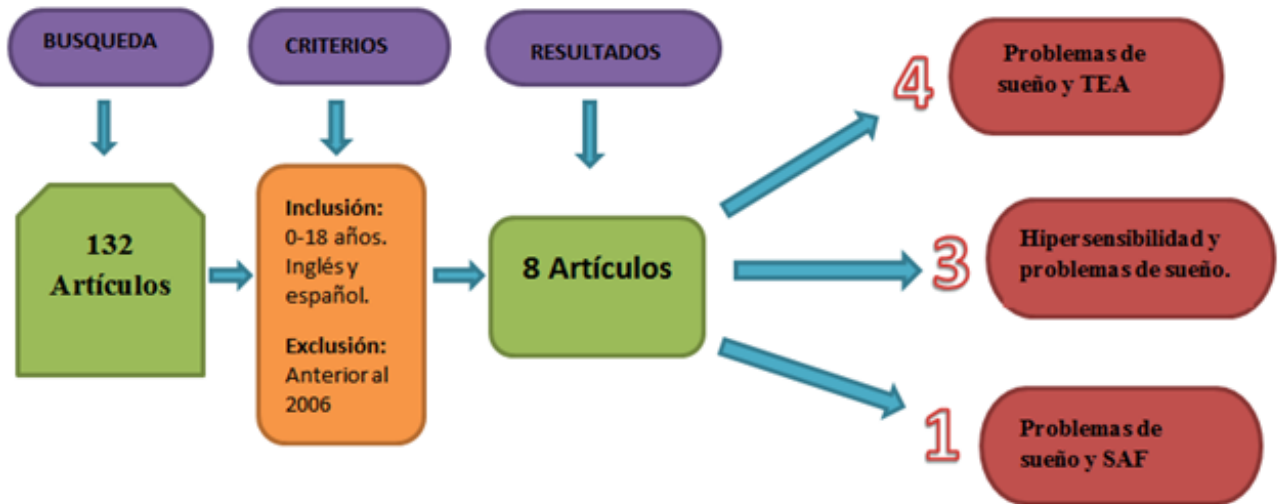 BUSQUEDA
CRITERIOS
RESULTADOS
132
Artículos
Inclusión:
0-18 años.
Inglés y
español.
Exclusión:
Anterior al
2006
8 Artículos
4
Problemas de
sueño y TEA
3
Hipersensibilidad y
problemas de sueño.
1
Problemas de
sueño y SAF